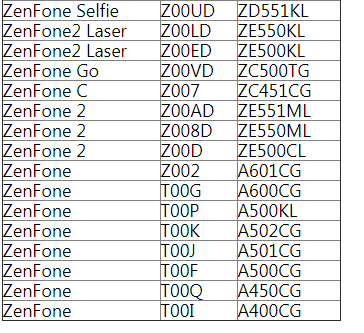 ZenFone Selfie Z00UD ZD551KL
ZenFone2 Laser Z00LD ZE550KL
ZenFone2 Laser Z00ED ZE500KL
ZenFone Go Z00VD ZC500TG
ZenFone C Z007 ZC451CG
ZenFone 2 Z00AD ZE551ML
ZenFone 2 Z008D ZE550ML
ZenFone 2 Z00D ZE500CL
ZenFone Z002 A601CG
ZenFone T00G A600CG
ZenFone T00P A500KL
ZenFone T00K A502CG
ZenFone T00J A501CG
ZenFone T00F A500CG
ZenFone T00Q A450CG
ZenFone T00I A400CG